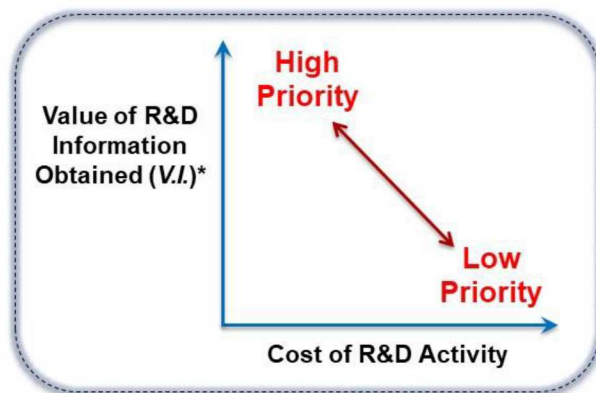 High
Priority
Value of R&D
Information
Obtained (V.I.)*
Low
Priority
Cost of R&D Activity